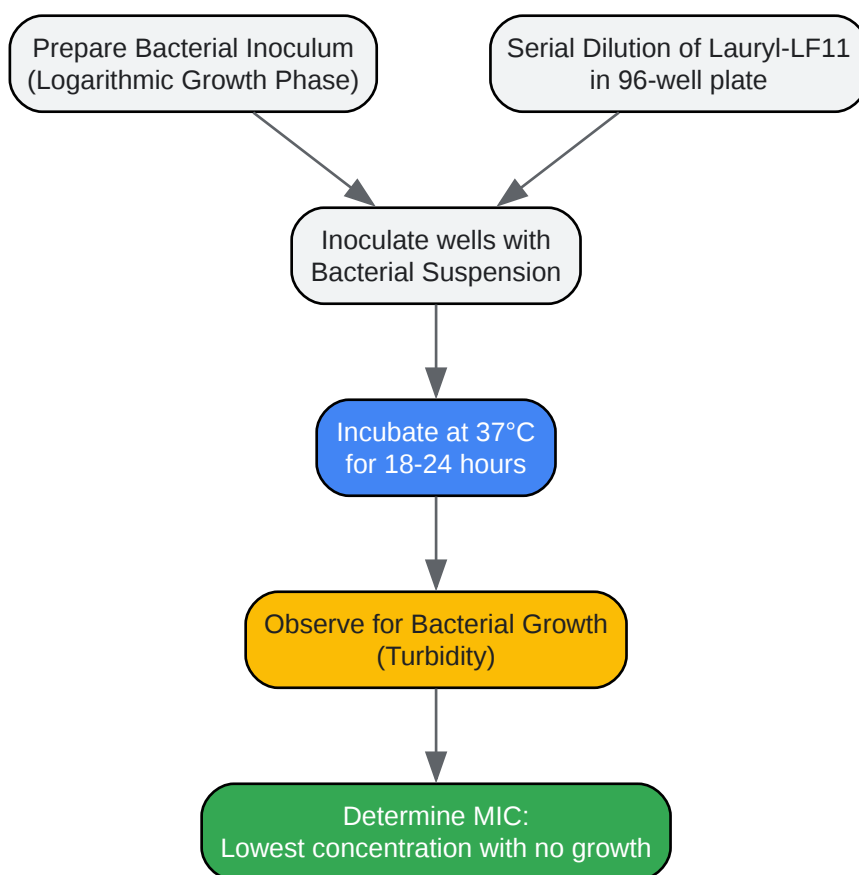 Prepare Bacterial Inoculum
(Logarithmic Growth Phase)
Serial Dilution of Lauryl-LF11
in 96-well plate
Inoculate wells with
Bacterial Suspension
Incubate at 37°C
for 18-24 hours
Observe for Bacterial Growth
(Turbidity)
Determine MIC:
Lowest concentration with no growth